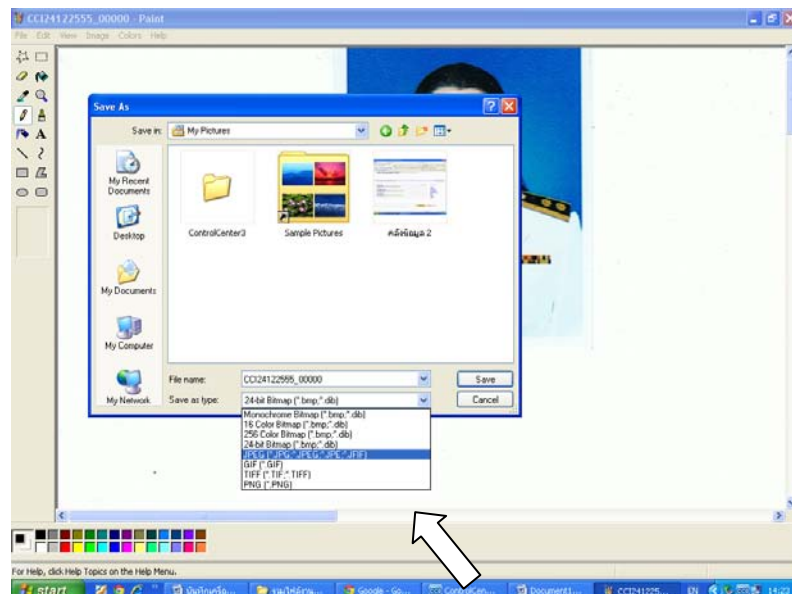 CCI24122555_00000 - Paint
File Edit View Image Colors Help
Save As
Save in: My Pictures
My Recent
Documents
Desktop
My Documents
My Computer
My Network
ControlCenter3
Sample Pictures
คลังข้อมูล 2
File name: CCI24122555_00000 Save
Save as type: 24-bit Bitmap (*.bmp;*.dib) Cancel
Monochrome Bitmap (*.bmp;*.dib)
16 Color Bitmap (*.bmp;*.dib)
256 Color Bitmap (*.bmp;*.dib)
24-bit Bitmap (*.bmp;*.dib)
JPEG (*.JPG;*.JPEG;*.JPE;*.JFIF)
GIF (*.GIF)
TIFF (*.TIF;*.TIFF)
PNG (*.PNG)
For Help, click Help Topics on the Help Menu.
start Google - Go... ControlCen... Document1... CCI241225... EN 14:23